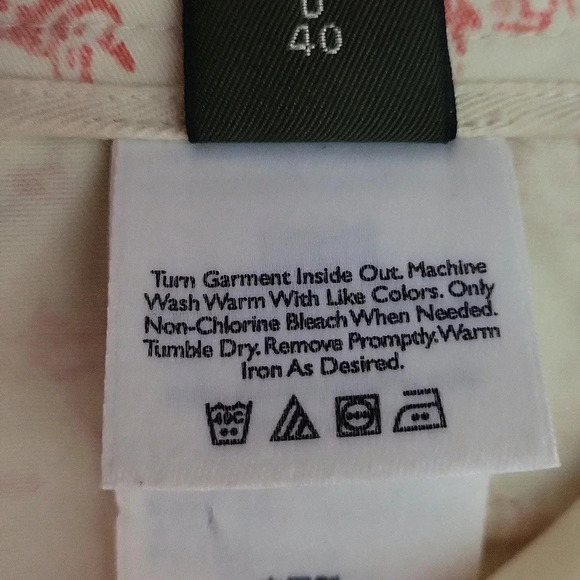 40
Turn Garment Inside Out. Machine
Wash Warm With Like Colors. Only
Non-Chlorine Bleach When Needed.
Tumble Dry. Remove Promptly. Warm
Iron As Desired.
40C